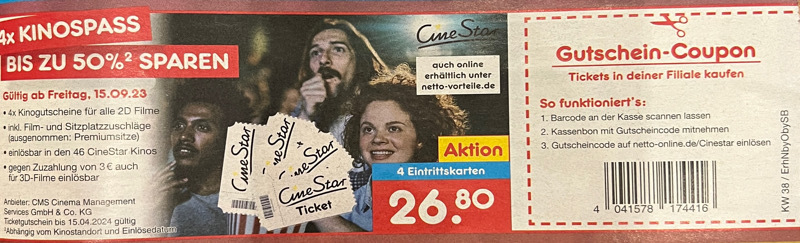 4x KINOSPASS
BIS ZU 50%² SPAREN
Gültig ab Freitag, 15.09.23
• 4x Kinogutscheine für alle 2D Filme
• inkl. Film- und Sitzplatzzuschläge
(ausgenommen: Premiumsitze)
• einlösbar in den 46 CineStar Kinos
• gegen Zuzahlung von 3 € auch
für 3D-Filme einlösbar
Anbieter: CMS Cinema Management
Services GmbH & Co. KG
Ticketgutschein bis 15.04.2024 gültig
²Abhängig vom Kinostandort und Einlösedatum
CineStar
auch online
erhältlich unter
netto-vorteile.de
CineStar
CineStar
CineStar
CineStar
Ticket
Aktion
4 Eintrittskarten
26.80
Gutschein-Coupon
Tickets in deiner Filiale kaufen
So funktioniert's:
1. Barcode an der Kasse scannen lassen
2. Kassenbon mit Gutscheincode mitnehmen
3. Gutscheincode auf netto-online.de/Cinestar einlösen
4 041578 174416
KW 38 / ErhNbyObySB